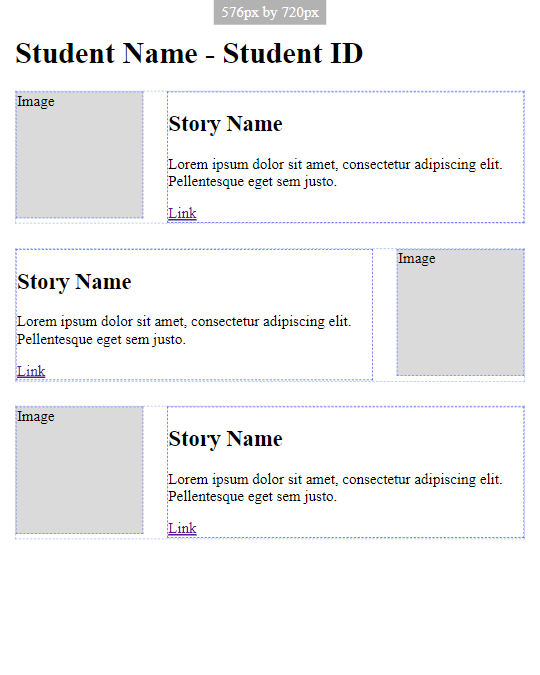 576px by 720px
Student Name - Student ID
Image
Story Name
Lorem ipsum dolor sit amet, consectetur adipiscing elit.
Pellentesque eget sem justo.
Link
Story Name
Lorem ipsum dolor sit amet, consectetur adipiscing elit.
Pellentesque eget sem justo.
Link
Image
Image
Story Name
Lorem ipsum dolor sit amet, consectetur adipiscing elit.
Pellentesque eget sem justo.
Link